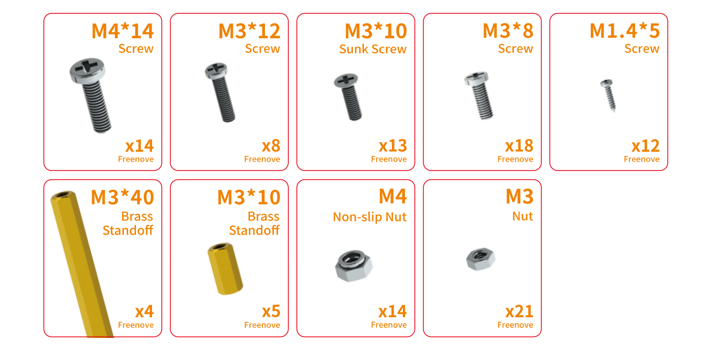 M4*14
Screw
x14
Freenove
M3*12
Screw
x8
Freenove
M3*10
Sunk Screw
x13
Freenove
M3*8
Screw
x18
Freenove
M1.4*5
Screw
x12
Freenove
M3*40
Brass
Standoff
x4
Freenove
M3*10
Brass
Standoff
x5
Freenove
M4
Non-slip Nut
x14
Freenove
M3
Nut
x21
Freenove